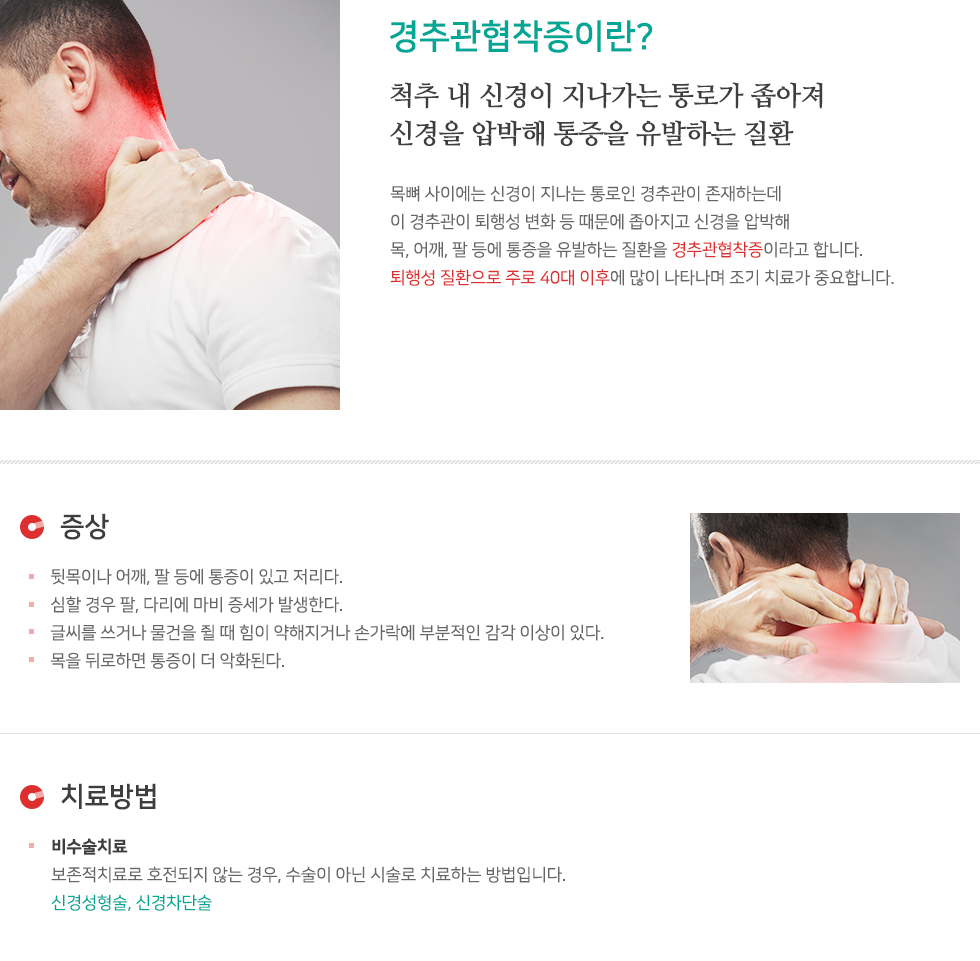 경추관협착증이란?
척추 내 신경이 지나가는 통로가 좁아져
신경을 압박해 통증을 유발하는 질환
목뼈 사이에는 신경이 지나는 통로인 경추관이 존재하는데
이 경추관이 퇴행성 변화 등 때문에 좁아지고 신경을 압박해
목, 어깨, 팔 등에 통증을 유발하는 질환을 경추관협착증이라고 합니다.
퇴행성 질환으로 주로 40대 이후에 많이 나타나며 조기 치료가 중요합니다.
증상
뒷목이나 어깨, 팔 등에 통증이 있고 저리다.
심할 경우 팔, 다리에 마비 증세가 발생한다.
글씨를 쓰거나 물건을 쥘 때 힘이 약해지거나 손가락에 부분적인 감각 이상이 있다.
목을 뒤로하면 통증이 더 악화된다.
치료방법
비수술치료
보존적치료로 호전되지 않는 경우, 수술이 아닌 시술로 치료하는 방법입니다.
신경성형술, 신경차단술